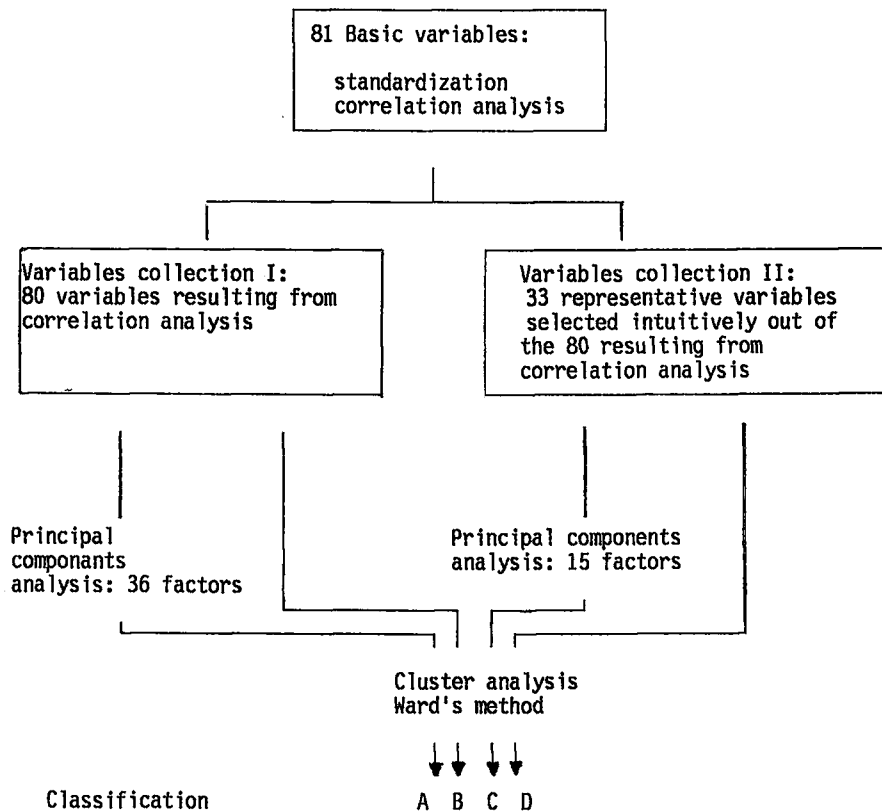 81 Basic variables:
standardization
correlation analysis
Variables collection I:
80 variables resulting from
correlation analysis
Variables collection II:
33 representative variables
selected intuitively out of
the 80 resulting from
correlation analysis
Principal
componants
analysis: 36 factors
Principal components
analysis: 15 factors
Cluster analysis
Ward's method
Classification A B C D